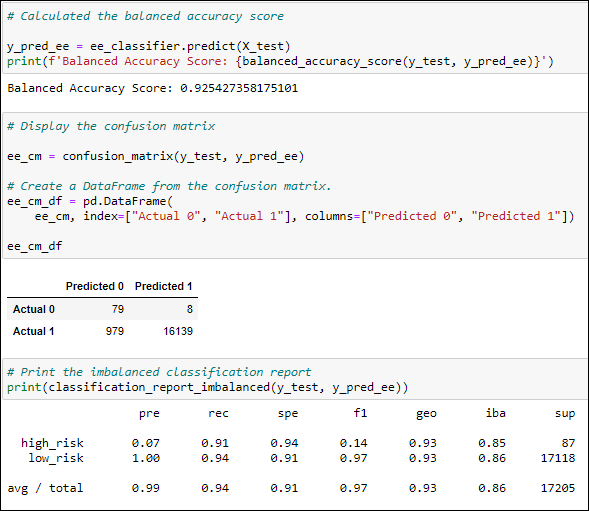 # Calculated the balanced accuracy score
y_pred_ee = ee_classifier.predict(X_test)
print(f'Balanced Accuracy Score: {balanced_accuracy_score(y_test, y_pred_ee)}')
Balanced Accuracy Score: 0.925427358175101
# Display the confusion matrix
ee_cm = confusion_matrix(y_test, y_pred_ee)
# Create a DataFrame from the confusion matrix.
ee_cm_df = pd.DataFrame(
ee_cm, index=["Actual 0", "Actual 1"], columns=["Predicted 0", "Predicted 1"])
ee_cm_df
Predicted 0 Predicted 1
Actual 0 79 8
Actual 1 979 16139
# Print the imbalanced classification report
print(classification_report_imbalanced(y_test, y_pred_ee))
pre rec spe f1 geo iba sup
high_risk 0.07 0.91 0.94 0.14 0.93 0.85 87
low_risk 1.00 0.94 0.91 0.97 0.93 0.86 17118
avg / total 0.99 0.94 0.91 0.97 0.93 0.86 17205